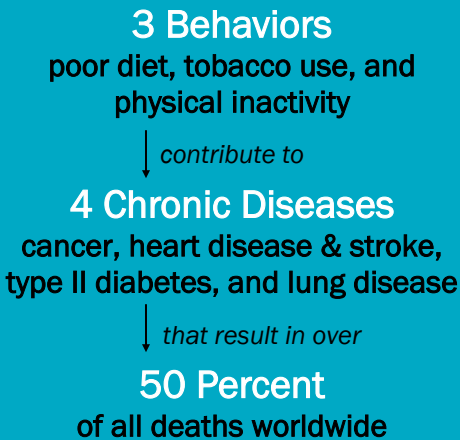 3 Behaviors
poor diet, tobacco use, and
physical inactivity
contribute to
4 Chronic Diseases
cancer, heart disease & stroke,
type II diabetes, and lung disease
that result in over
50 Percent
of all deaths worldwide